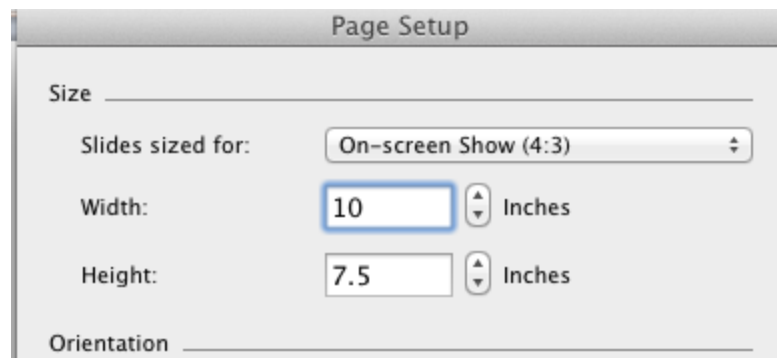 Page Setup
Size
Slides sized for: On-screen Show (4:3)
Width: 10 Inches
Height: 7.5 Inches
Orientation